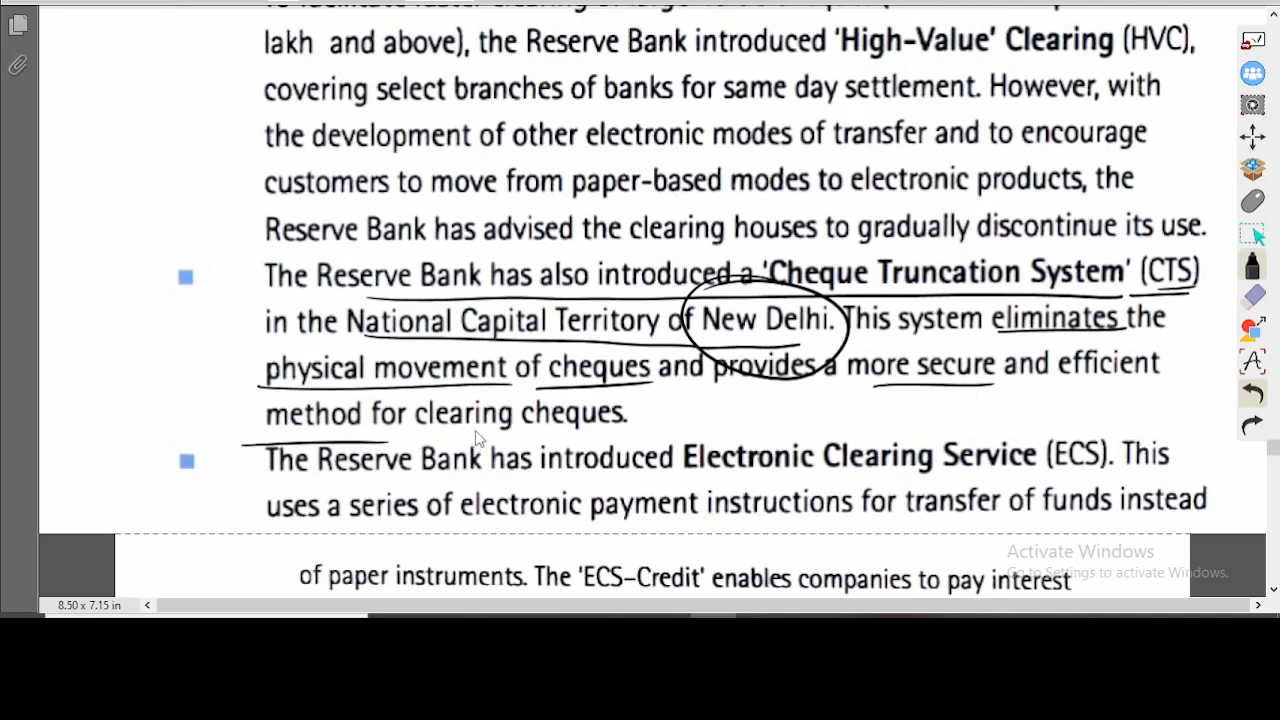 lakh and above), the Reserve Bank introduced 'High-Value' Clearing (HVC),
covering select branches of banks for same day settlement. However, with
the development of other electronic modes of transfer and to encourage
customers to move from paper-based modes to electronic products, the
Reserve Bank has advised the clearing houses to gradually discontinue its use.
The Reserve Bank has also introduced a 'Cheque Truncation System' (CTS)
in the National Capital Territory of New Delhi. This system eliminates the
physical movement of cheques and provides a more secure and efficient
method for clearing cheques.
The Reserve Bank has introduced Electronic Clearing Service (ECS). This
uses a series of electronic payment instructions for transfer of funds instead
of paper instruments. The 'ECS-Credit' enables companies to pay interest
Activate Windows
Go to Settings to activate Windows.
8.50 x 7.15 in